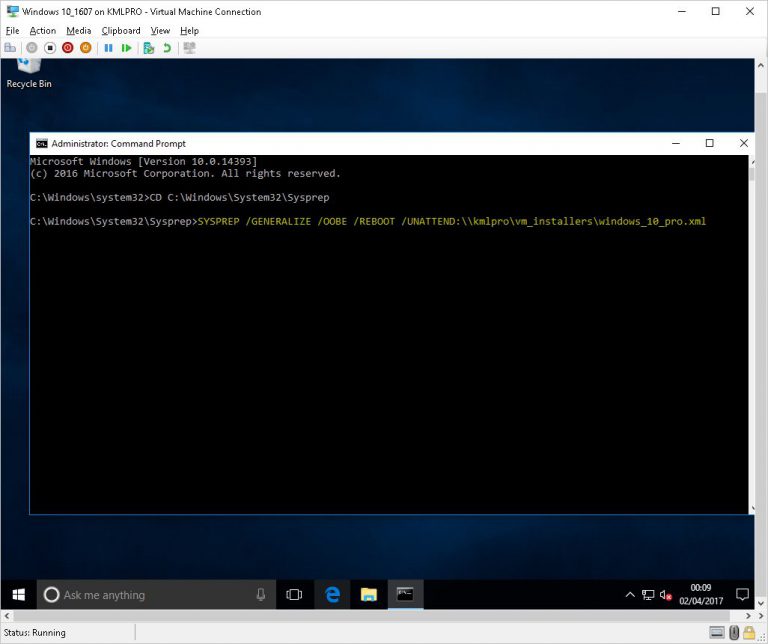 Windows 10_1607 on KMLPRO - Virtual Machine Connection
File Action Media Clipboard View Help
Recycle Bin
Administrator: Command Prompt
Microsoft Windows [Version 10.0.14393]
(c) 2016 Microsoft Corporation. All rights reserved.
C:\Windows\system32>CD C:\Windows\System32\Sysprep
C:\Windows\System32\Sysprep>SYSPREP /GENERALIZE /OOBE /REBOOT /UNATTEND:\\kmlpro\vm_installers\windows_10_pro.xml
Ask me anything
00:09
02/04/2017
Status: Running